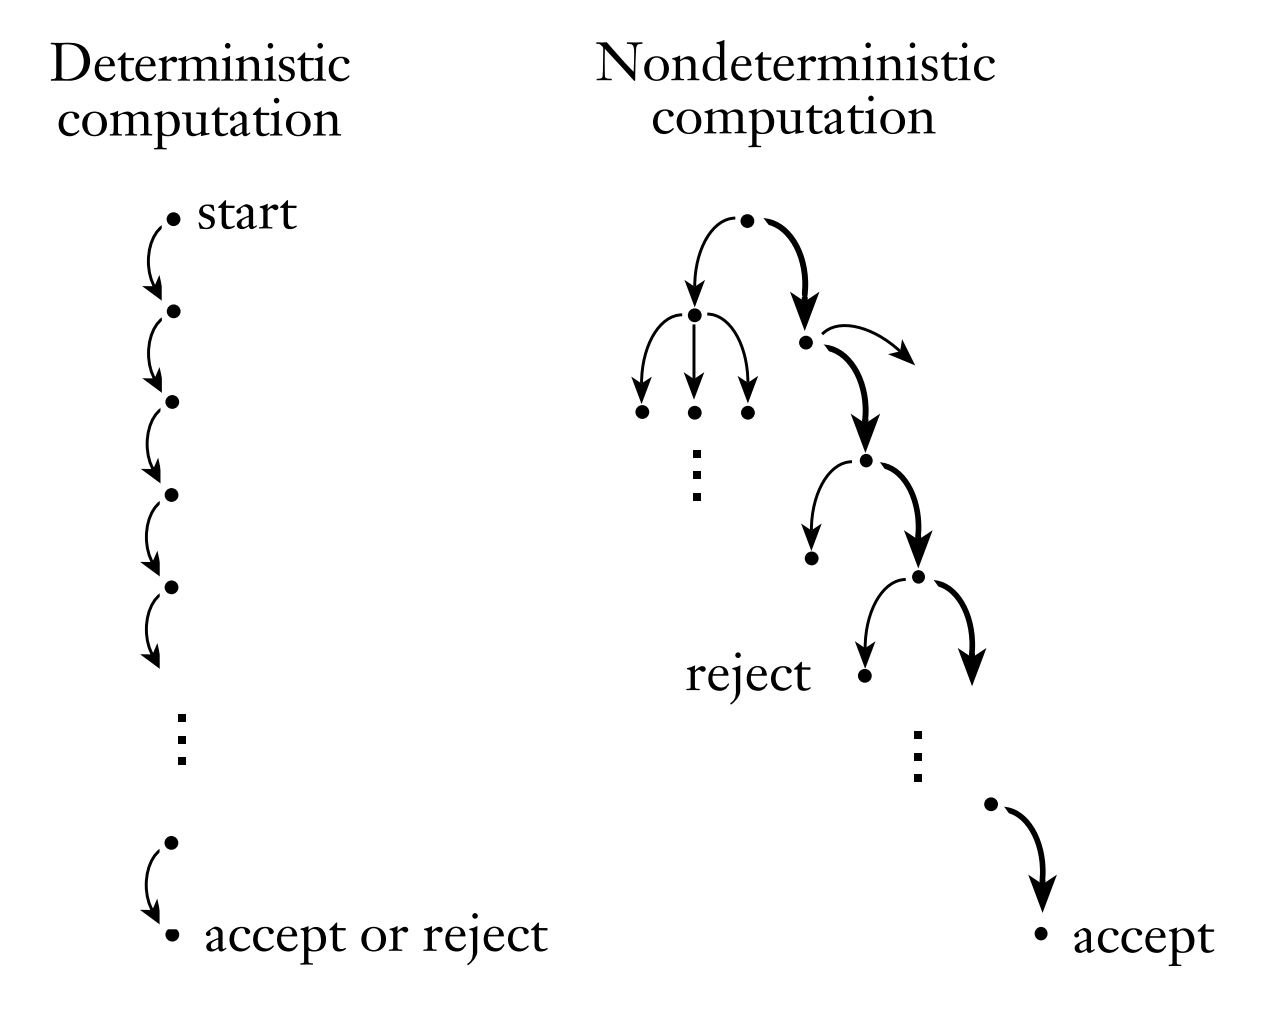 Deterministic
computation
start
accept or reject
Nondeterministic
computation
reject
accept